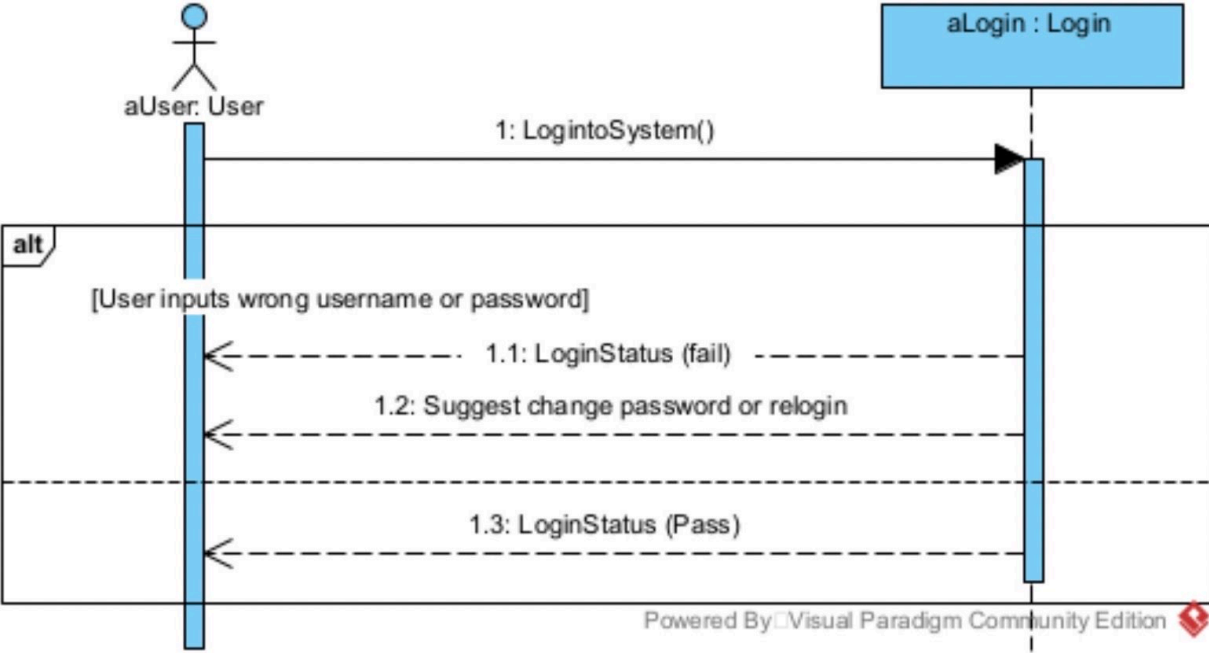 aUser: User
aLogin : Login
1: LogintoSystem()
alt
[User inputs wrong username or password]
1.1: LoginStatus (fail)
1.2: Suggest change password or relogin
1.3: LoginStatus (Pass)
Powered By□Visual Paradigm Community Edition